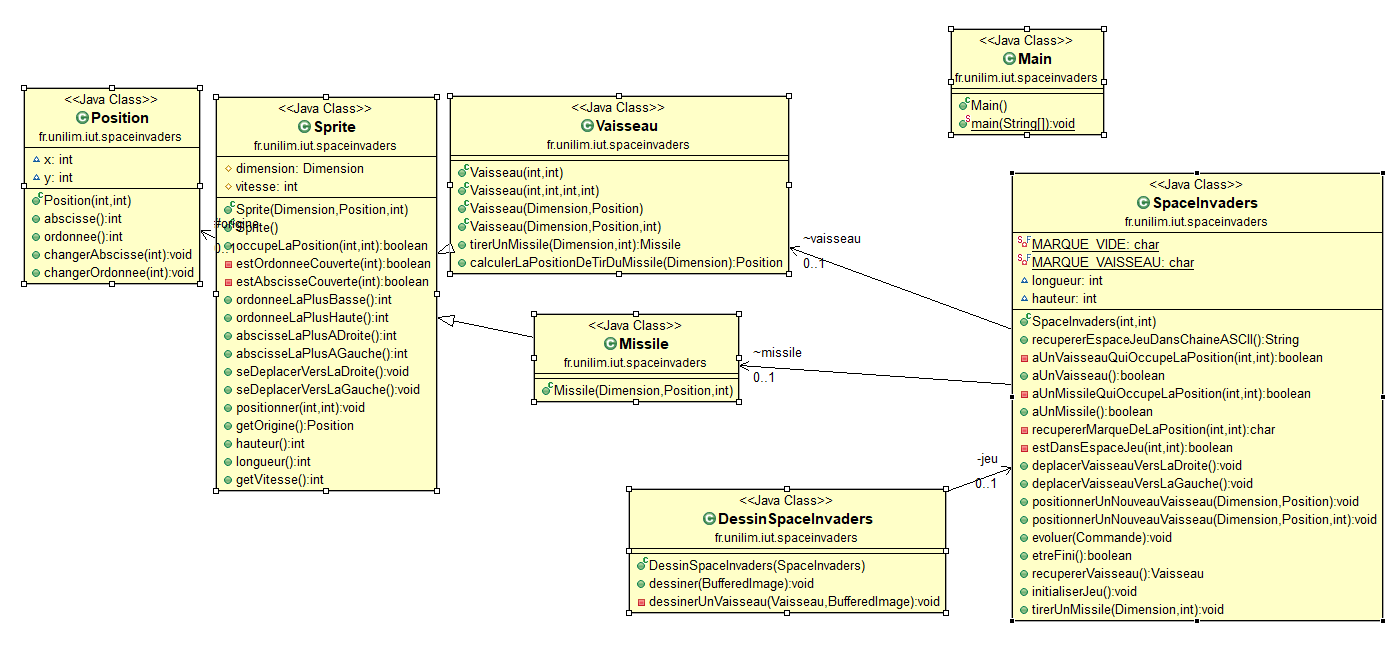 <<Java Class>>
Position
fr.unilim.iut.spaceinvaders
x: int
y: int
Position(int,int)
abscisse():int
ordonnee():int
changerAbscisse(int):void
changerOrdonnee(int):void
#origine
0..1
<<Java Class>>
Sprite
fr.unilim.iut.spaceinvaders
dimension: Dimension
vitesse: int
Sprite(Dimension,Position,int)
Sprite()
occupeLaPosition(int,int):boolean
estOrdonneeCouverte(int):boolean
estAbscisseCouverte(int):boolean
ordonneeLaPlusBasse():int
ordonneeLaPlusHaute():int
abscisseLaPlusADroite():int
abscisseLaPlusAGauche():int
seDeplacerVersLaDroite():void
seDeplacerVersLaGauche():void
positionner(int,int):void
getOrigine():Position
hauteur():int
longueur():int
getVitesse():int
<<Java Class>>
Vaisseau
fr.unilim.iut.spaceinvaders
Vaisseau(int,int)
Vaisseau(int,int,int,int)
Vaisseau(Dimension,Position)
Vaisseau(Dimension,Position,int)
tirerUnMissile(Dimension,int):Missile
calculerLaPositionDeTirDuMissile(Dimension):Position
<<Java Class>>
Missile
fr.unilim.iut.spaceinvaders
Missile(Dimension,Position,int)
~vaisseau
0..1
~missile
0..1
-jeu
0..1
<<Java Class>>
DessinSpaceInvaders
fr.unilim.iut.spaceinvaders
DessinSpaceInvaders(SpaceInvaders)
dessiner(BufferedImage):void
dessinerUnVaisseau(Vaisseau,BufferedImage):void
<<Java Class>>
Main
fr.unilim.iut.spaceinvaders
Main()
main(String[]):void
<<Java Class>>
SpaceInvaders
fr.unilim.iut.spaceinvaders
MARQUE_VIDE: char
MARQUE_VAISSEAU: char
longueur: int
hauteur: int
SpaceInvaders(int,int)
recupererEspaceJeuDansChaineASCII():String
aUnVaisseauQuiOccupeLaPosition(int,int):boolean
aUnVaisseau():boolean
aUnMissileQuiOccupeLaPosition(int,int):boolean
aUnMissile():boolean
recupererMarqueDeLaPosition(int,int):char
estDansEspaceJeu(int,int):boolean
deplacerVaisseauVersLaDroite():void
deplacerVaisseauVersLaGauche():void
positionnerUnNouveauVaisseau(Dimension,Position):void
positionnerUnNouveauVaisseau(Dimension,Position,int):void
evoluer(Commande):void
etreFini():boolean
recupererVaisseau():Vaisseau
initialiserJeu():void
tirerUnMissile(Dimension,int):void